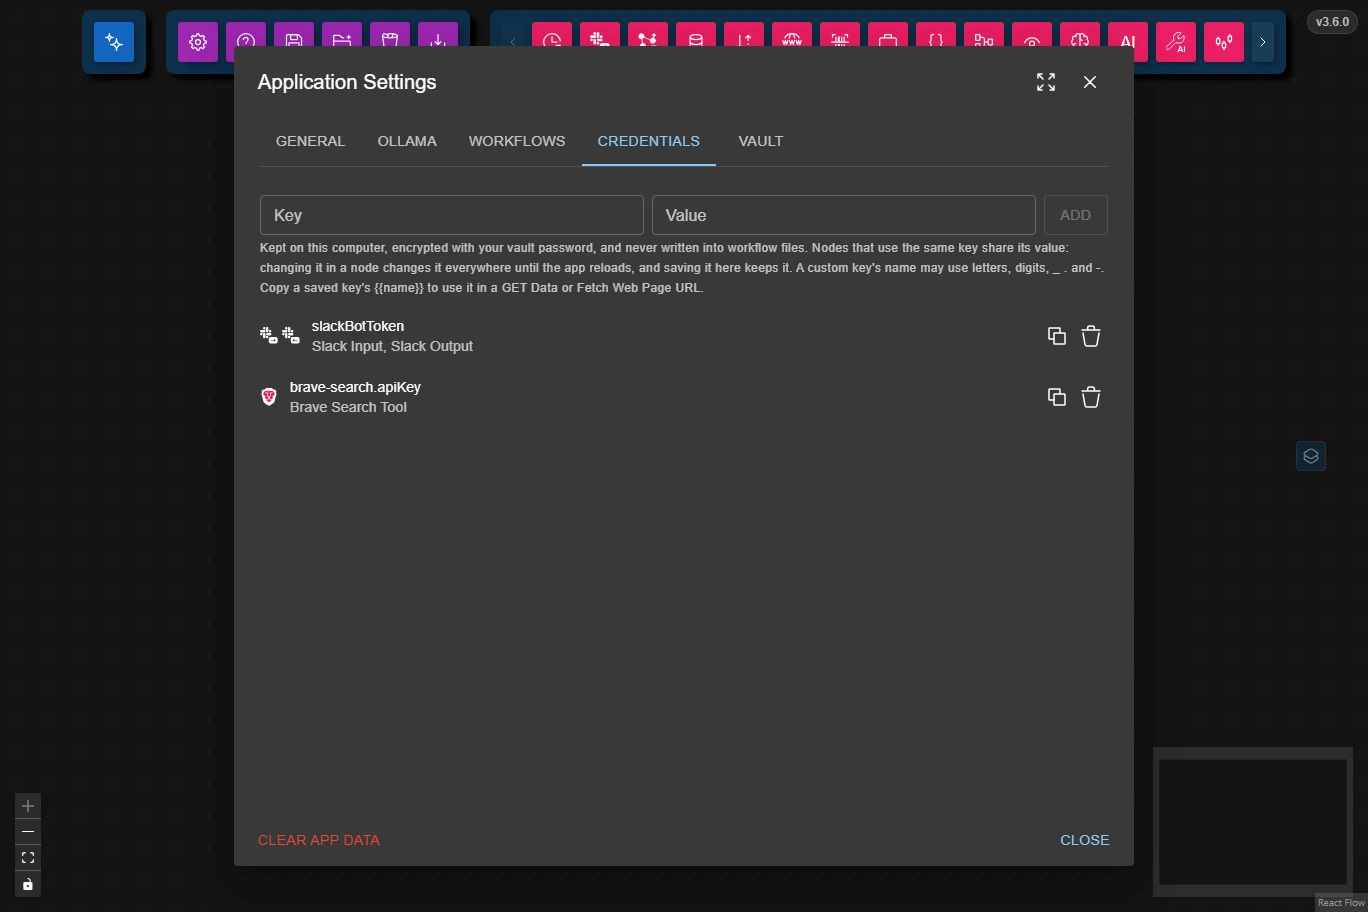 v3.6.0
WWW
{}
AI
AI
Application Settings
GENERAL
OLLAMA
WORKFLOWS
CREDENTIALS
VAULT
Key
Value
ADD
Kept on this computer, encrypted with your vault password, and never written into workflow files. Nodes that use the same key share its value:
changing it in a node changes it everywhere until the app reloads, and saving it here keeps it. A custom key's name may use letters, digits, _ . and -.
Copy a saved key's {{name}} to use it in a GET Data or Fetch Web Page URL.
slackBotToken
Slack Input, Slack Output
brave-search.apiKey
Brave Search Tool
CLEAR APP DATA
CLOSE
React Flow